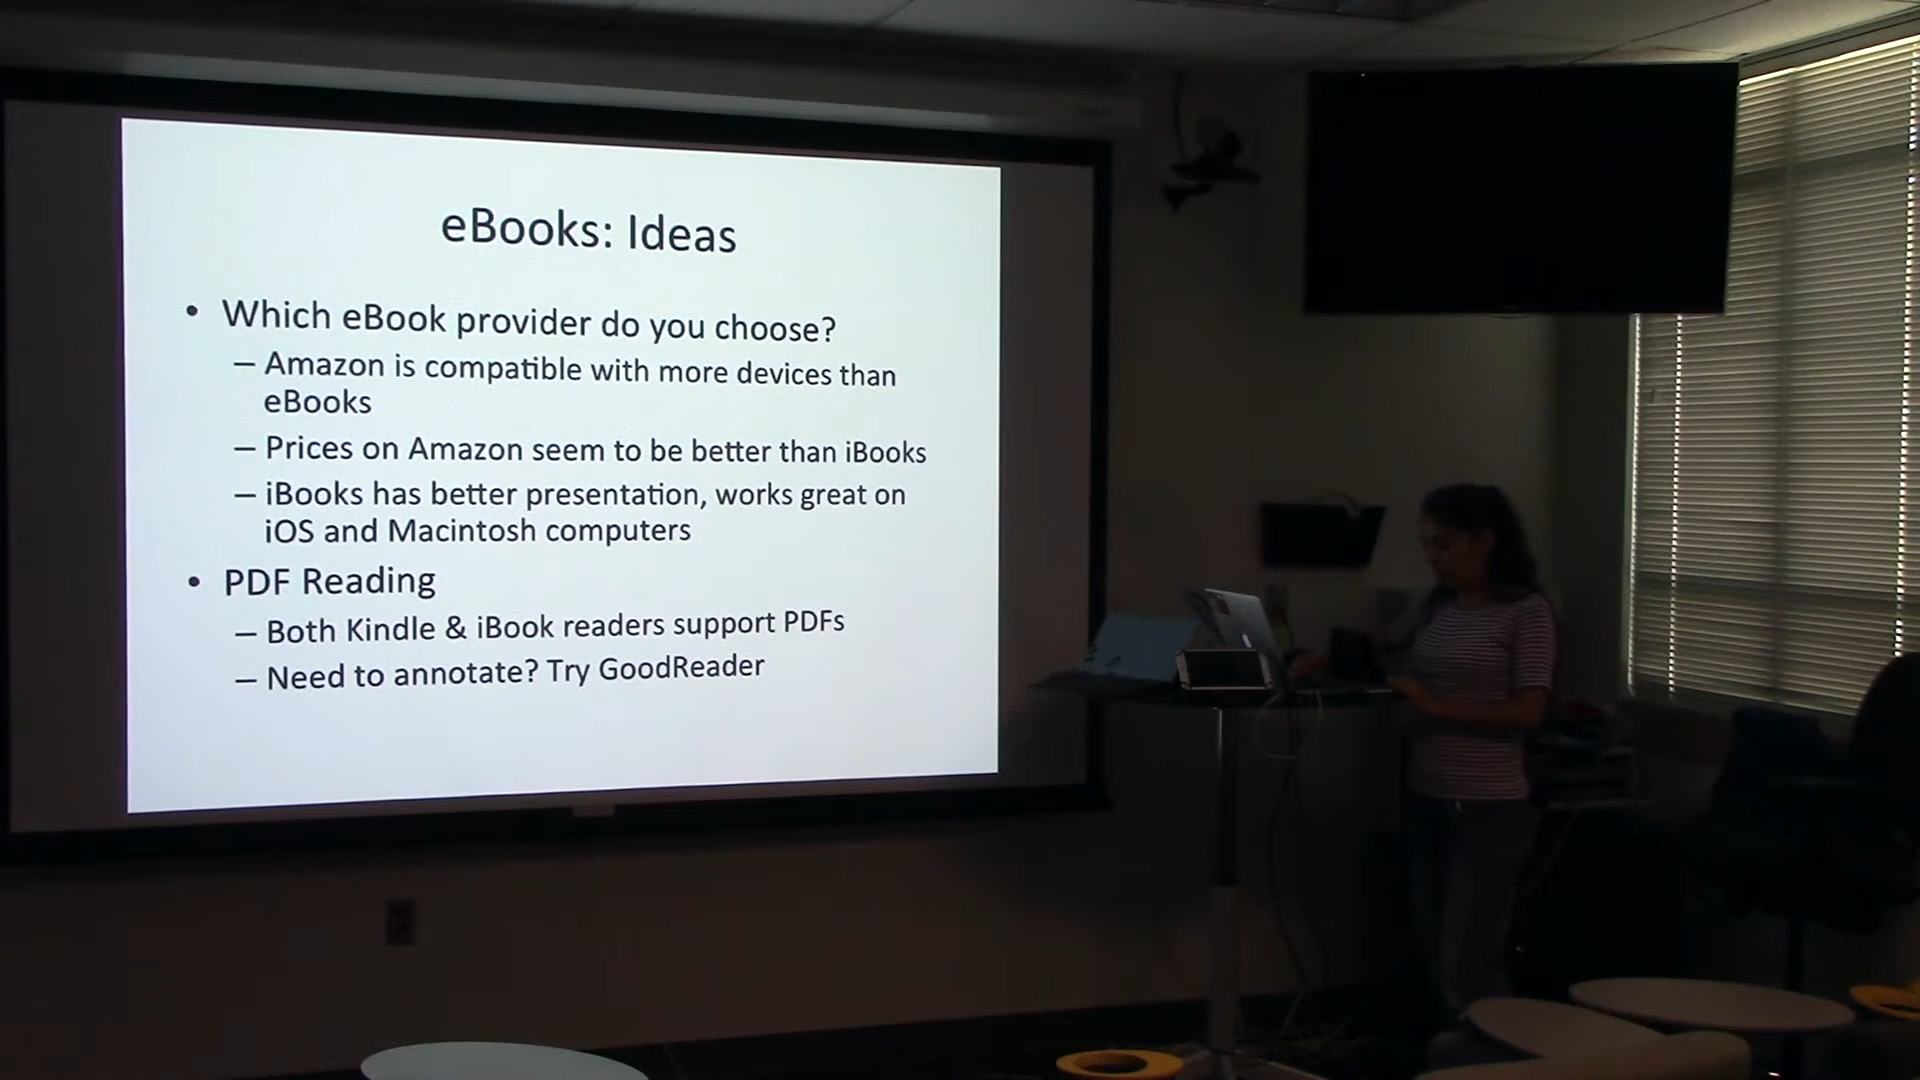 eBooks: Ideas
• Which eBook provider do you choose?
– Amazon is compatible with more devices than
eBooks
– Prices on Amazon seem to be better than iBooks
– iBooks has better presentation, works great on
iOS and Macintosh computers
• PDF Reading
– Both Kindle & iBook readers support PDFs
– Need to annotate? Try GoodReader